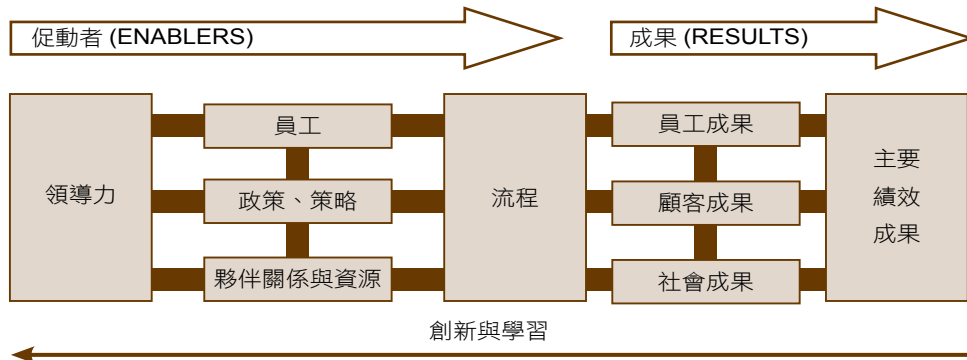 促動者 (ENABLERS)
成果 (RESULTS)
領導力
員工
政策、策略
夥伴關係與資源
流程
員工成果
顧客成果
社會成果
主要
績效
成果
創新與學習